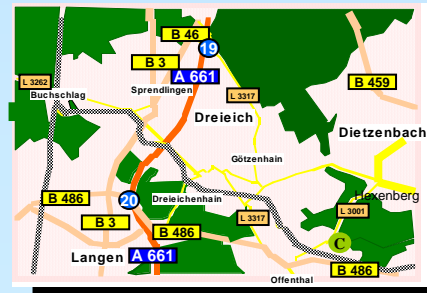 B 46
19
B 3
A 661
L 3262
Sprendlingen
B 459
Buchschlag
L 3317
Dreieich
Dietzenbach
Götzenhain
B 486
20
Dreieichenhain
Hexenberg
L 3001
B 3
L 3317
B 486
C
Langen
A 661
B 486
Offenthal